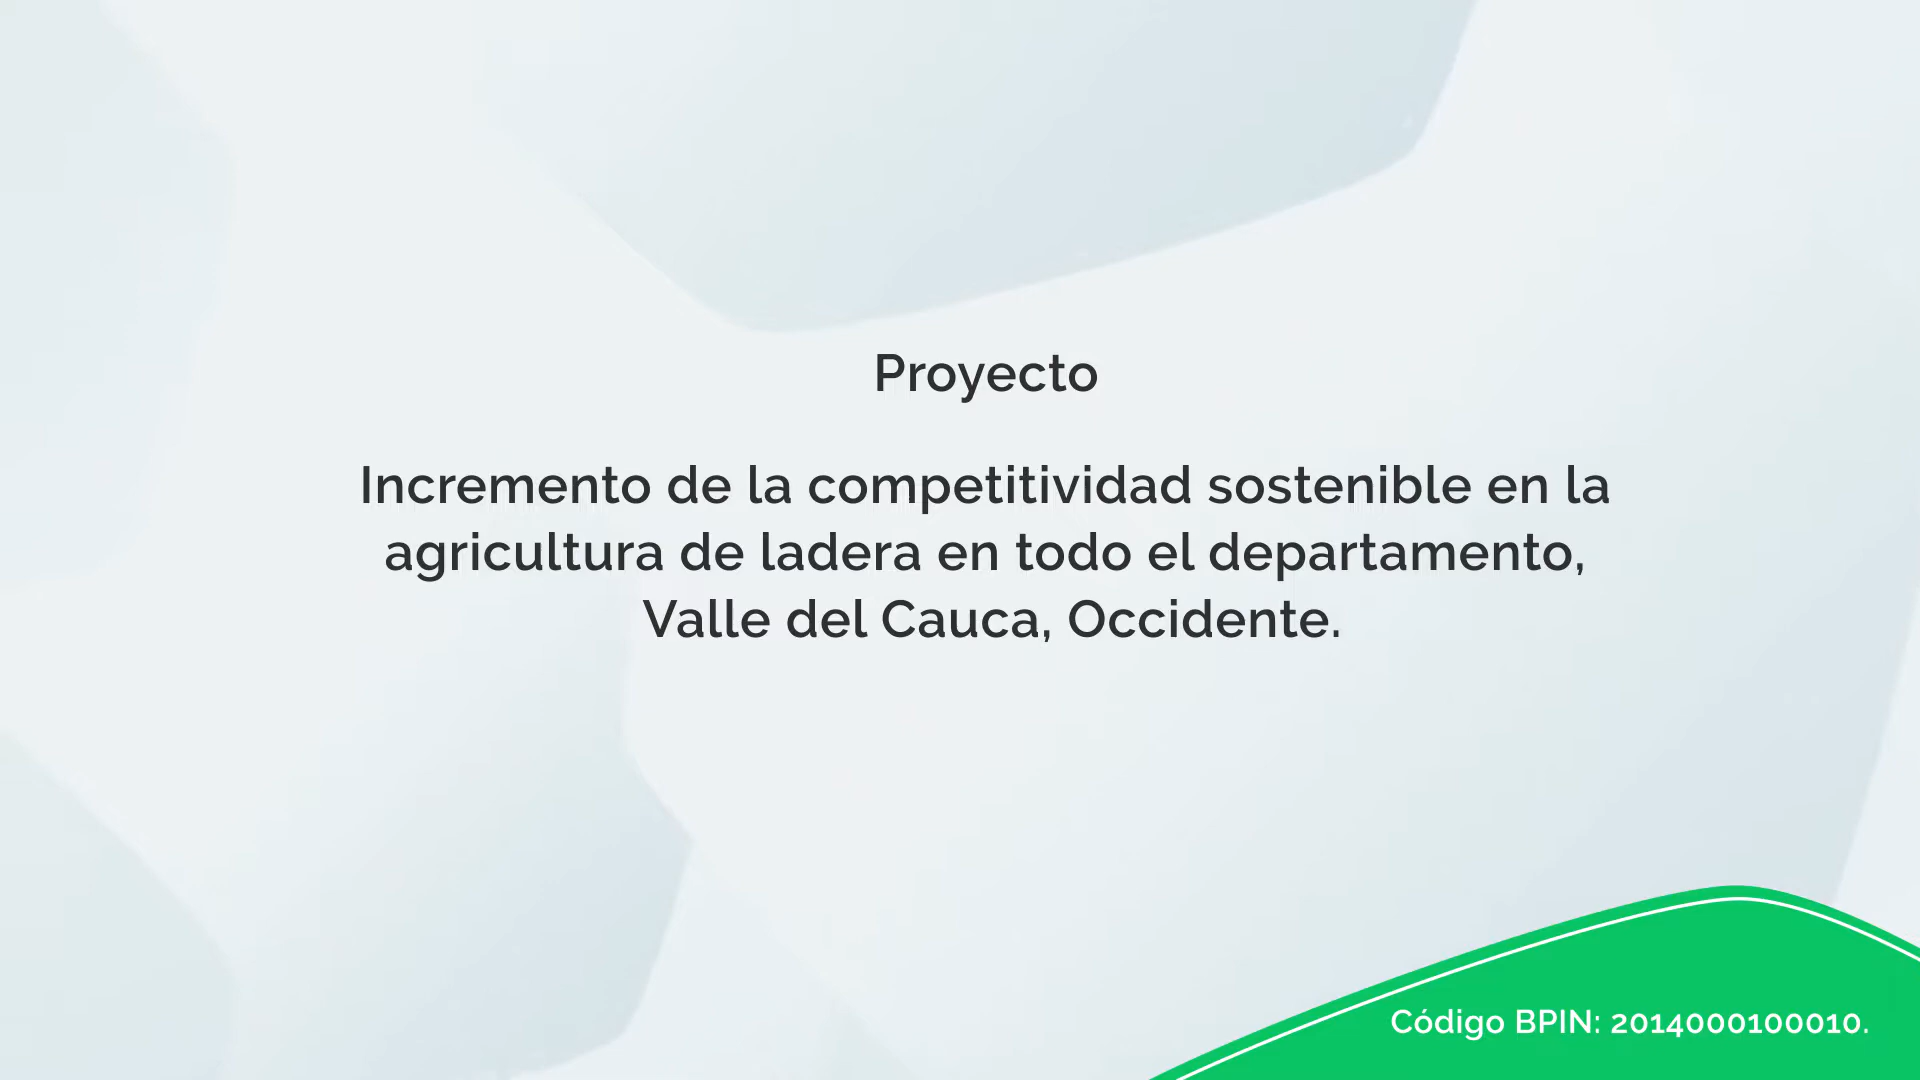 Proyecto
Incremento de la competitividad sostenible en la
agricultura de ladera en todo el departamento,
Valle del Cauca, Occidente.
Código BPIN: 2014000100010.